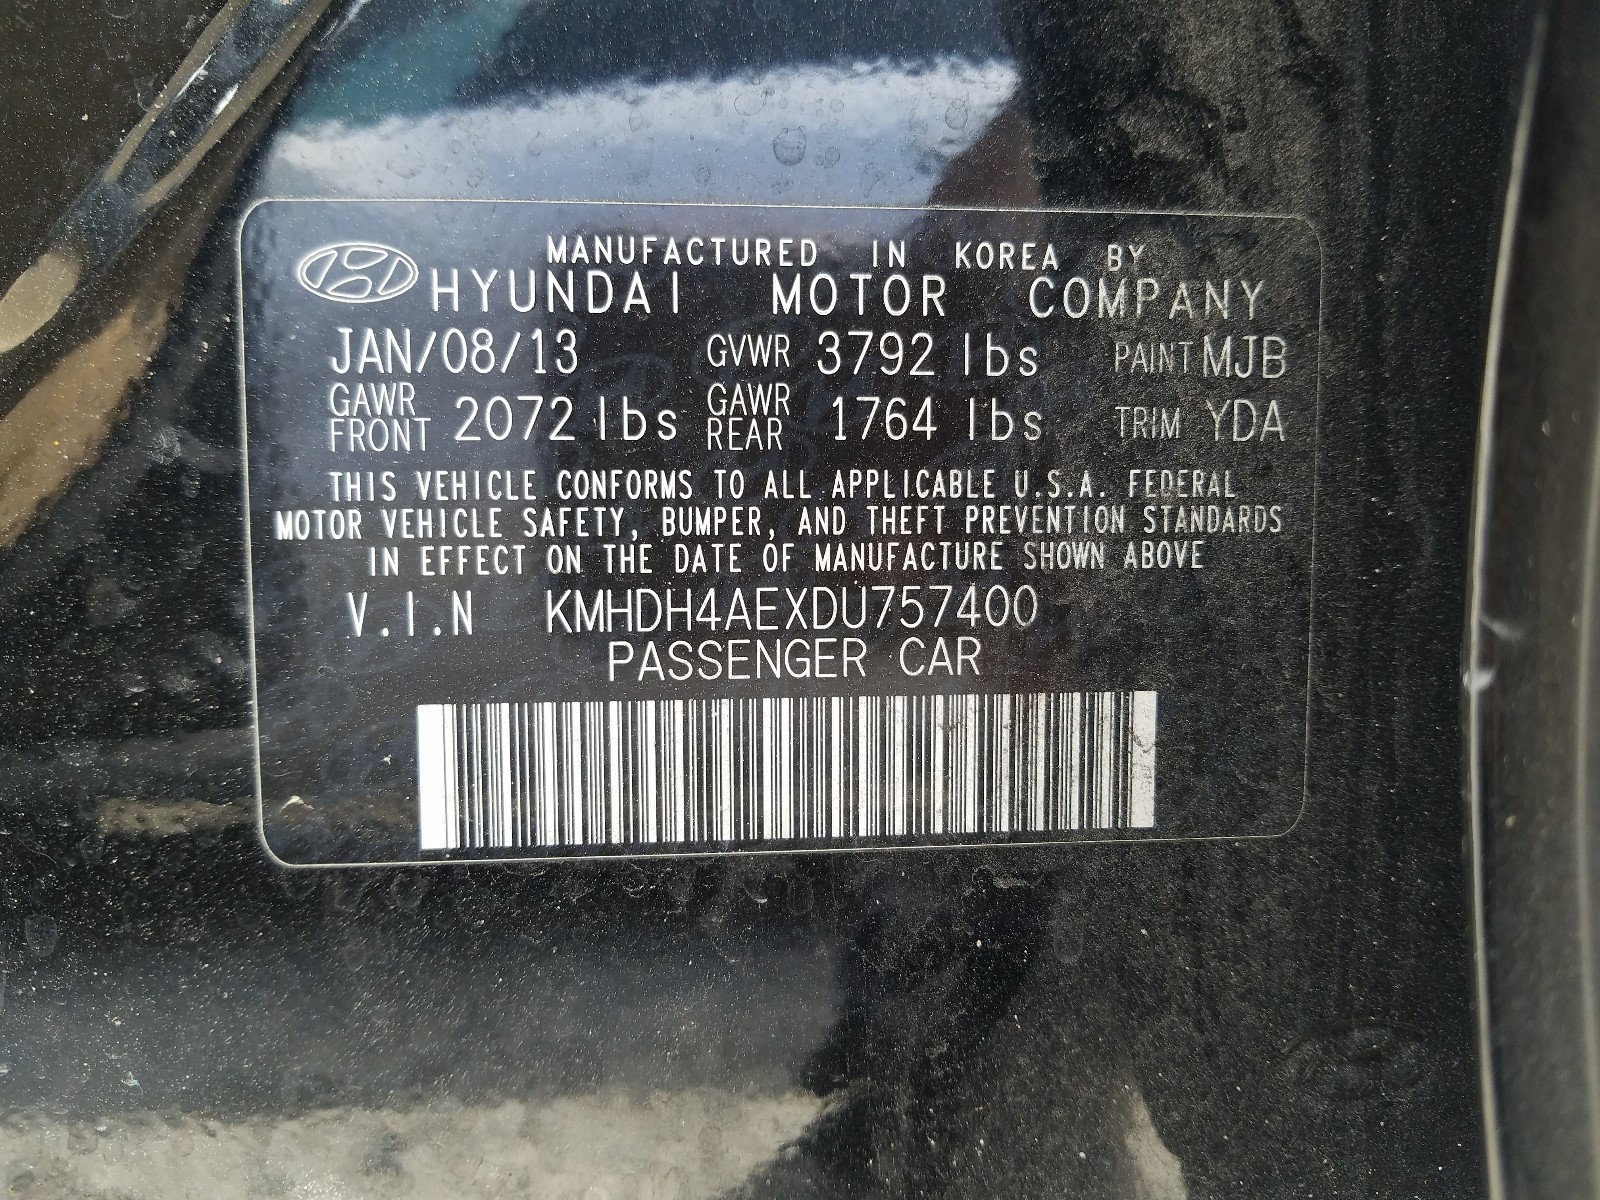 MANUFACTURED IN KOREA BY
HYUNDAI MOTOR COMPANY
JAN/08/13 GVWR 3792 lbs PAINT MJB
GAWR FRONT 2072 lbs GAWR REAR 1764 lbs TRIM YDA
THIS VEHICLE CONFORMS TO ALL APPLICABLE U.S.A. FEDERAL
MOTOR VEHICLE SAFETY, BUMPER, AND THEFT PREVENTION STANDARDS
IN EFFECT ON THE DATE OF MANUFACTURE SHOWN ABOVE
V.I.N KMHDH4AEXDU757400
PASSENGER CAR